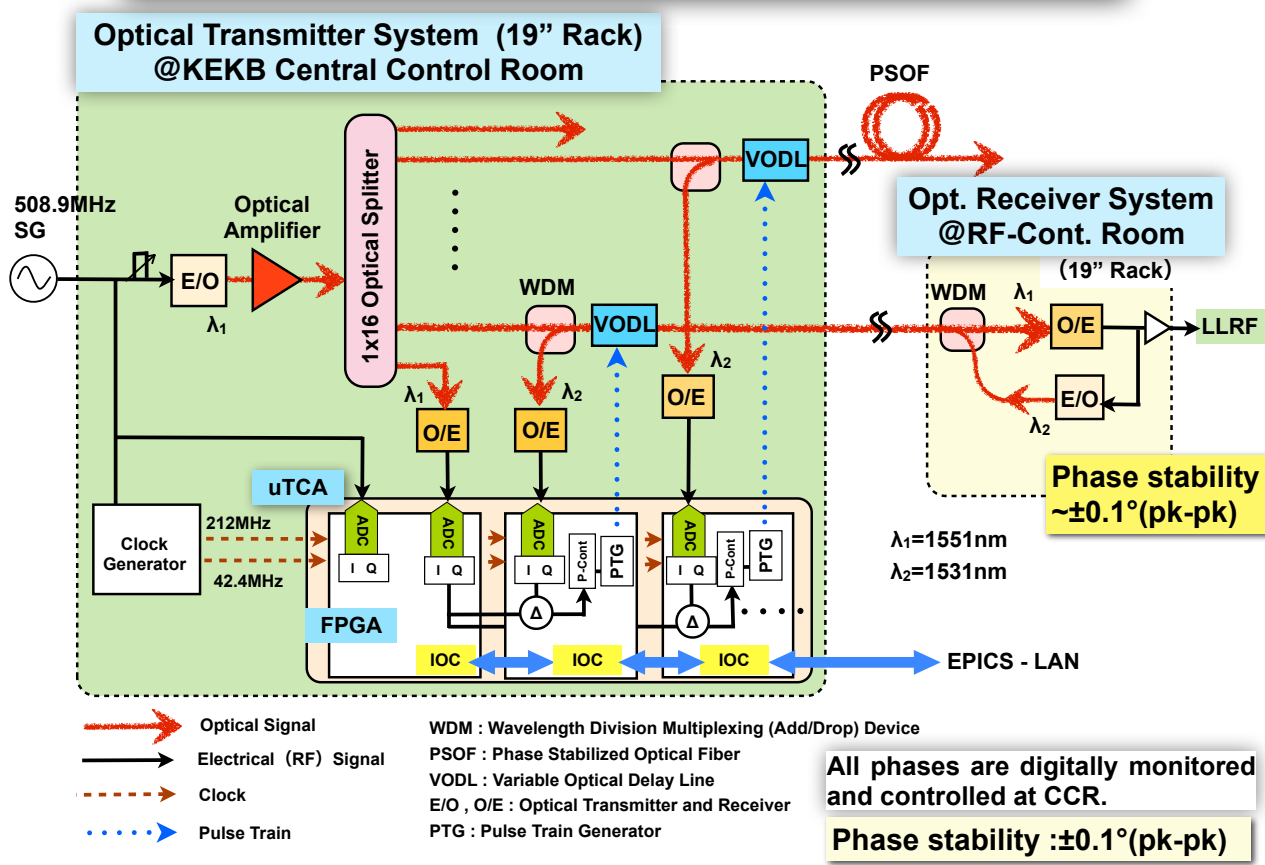 Optical Transmitter System (19” Rack)
@KEKB Central Control Room
PSOF
VODL
508.9MHz
SG
Optical
Amplifier
1x16 Optical Splitter
Opt. Receiver System
@RF-Cont. Room
(19” Rack)
E/O
λ1
WDM
VODL
WDM
λ1
O/E
LLRF
λ2
O/E
λ1
O/E
λ2
O/E
E/O
λ2
Phase stability
~±0.1°(pk-pk)
uTCA
Clock
Generator
212MHz
42.4MHz
ADC
ADC
ADC
ADC
I Q
I Q
I Q
I Q
P-Cont
PTG
P-Cont
PTG
Δ
Δ
λ1=1551nm
λ2=1531nm
FPGA
IOC
IOC
IOC
EPICS - LAN
Optical Signal
Electrical (RF) Signal
Clock
Pulse Train
WDM : Wavelength Division Multiplexing (Add/Drop) Device
PSOF : Phase Stabilized Optical Fiber
VODL : Variable Optical Delay Line
E/O , O/E : Optical Transmitter and Receiver
PTG : Pulse Train Generator
All phases are digitally monitored
and controlled at CCR.
Phase stability :±0.1°(pk-pk)